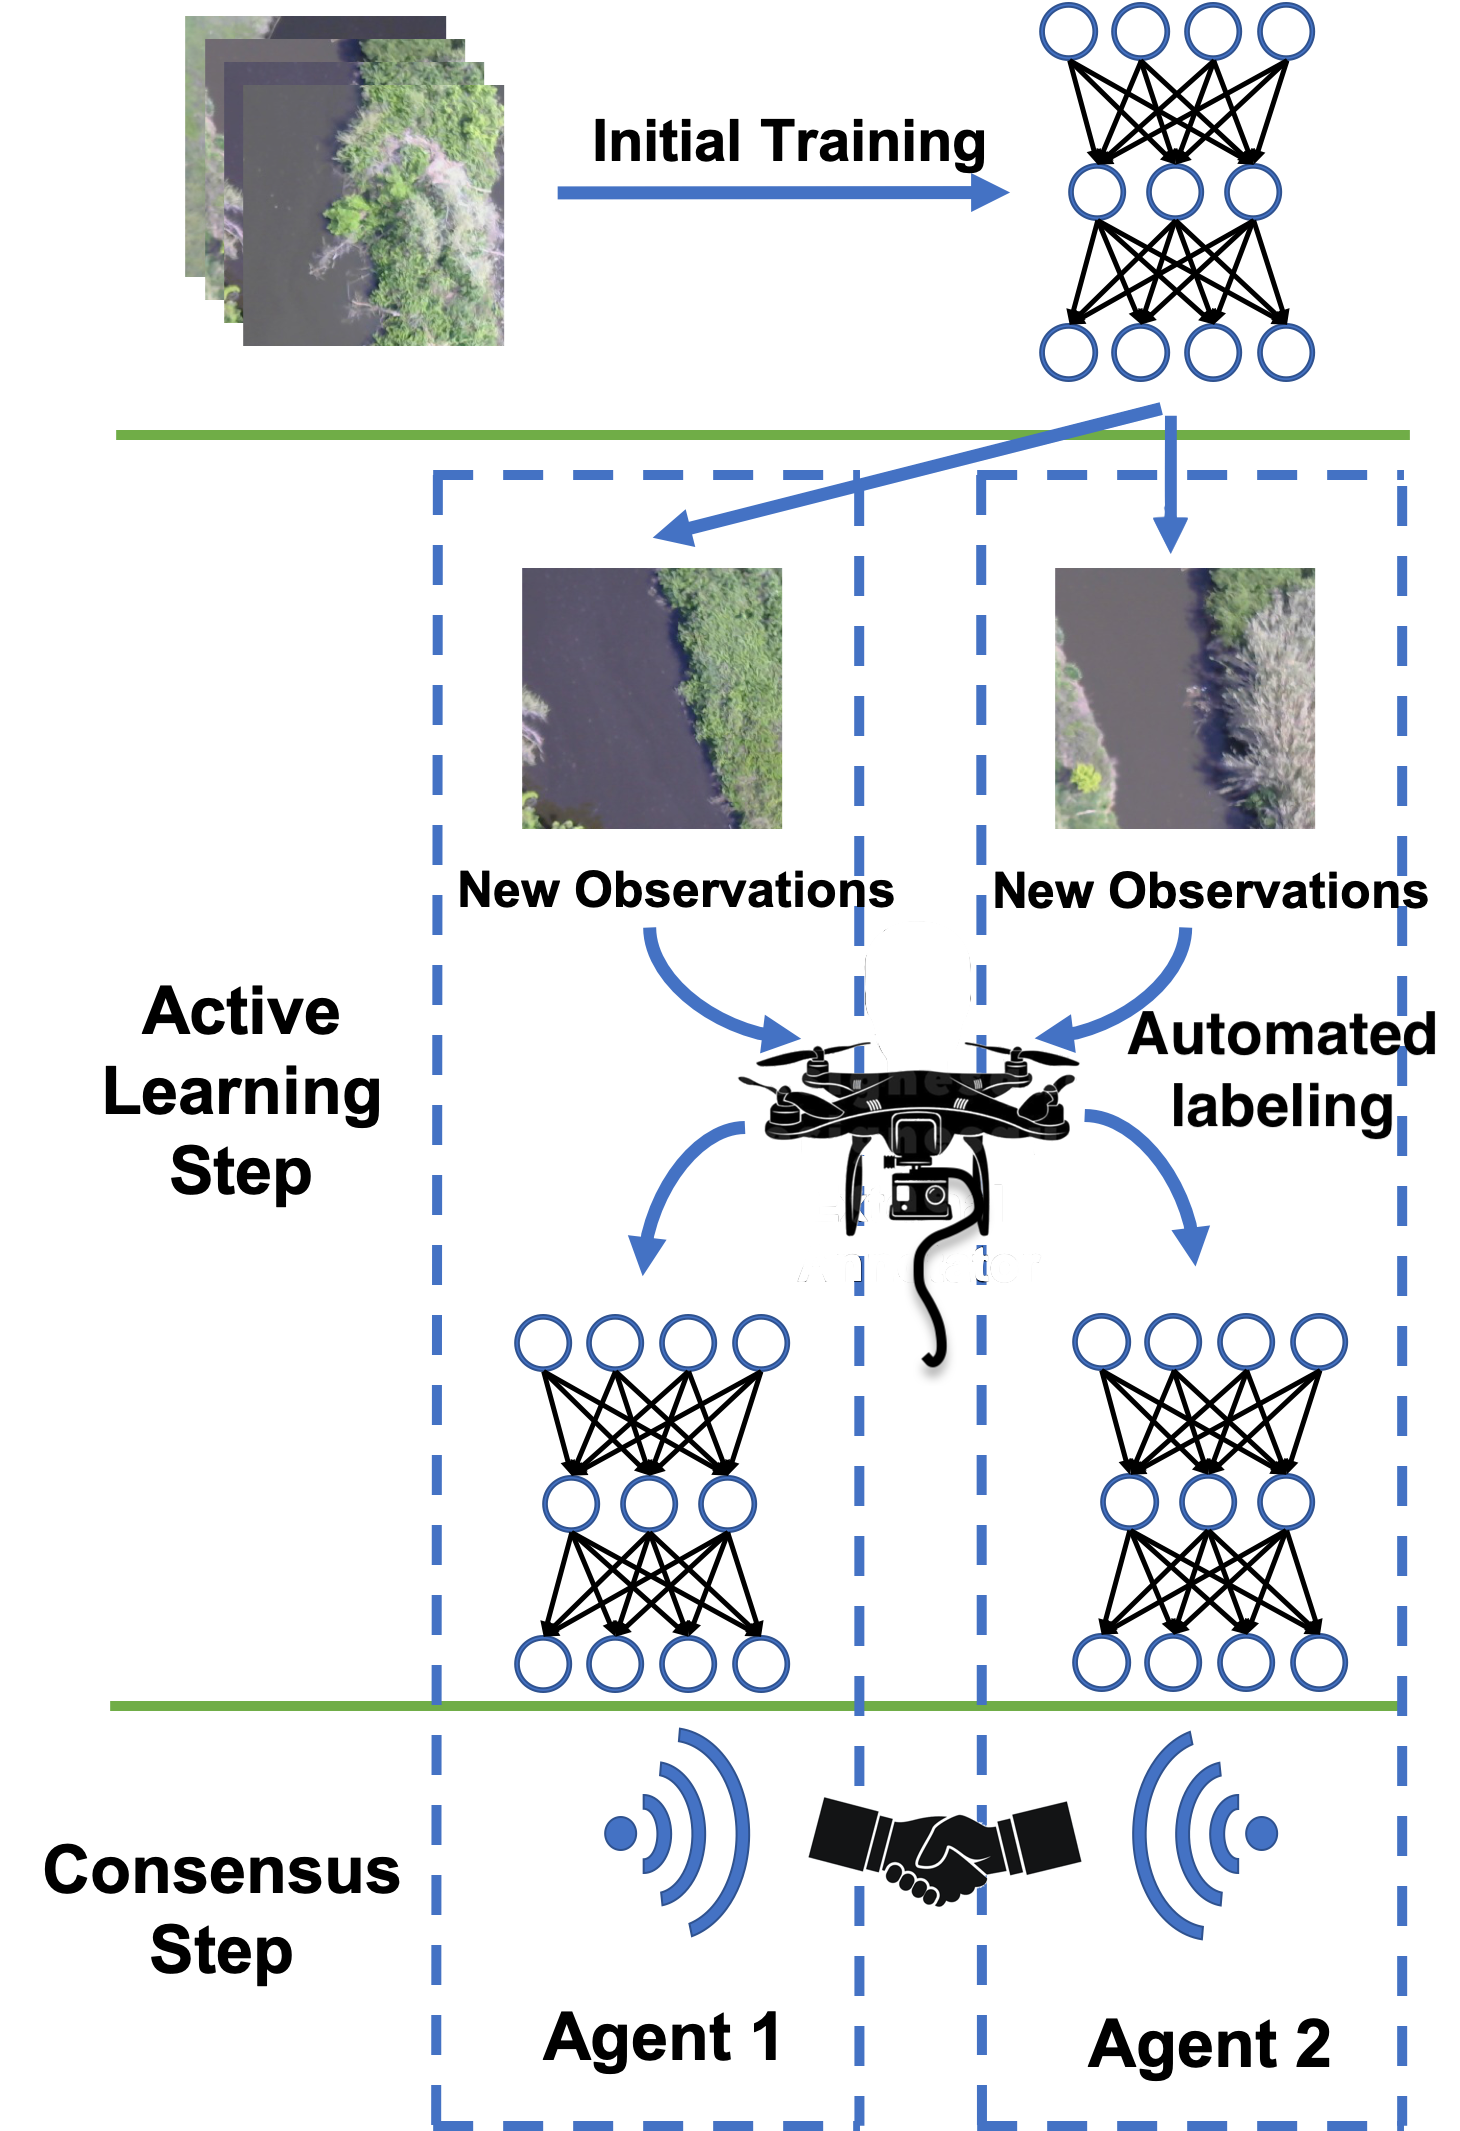 Initial Training
New Observations
New Observations
Active
Learning
Step
Automated
labeling
Consensus
Step
Agent 1
Agent 2